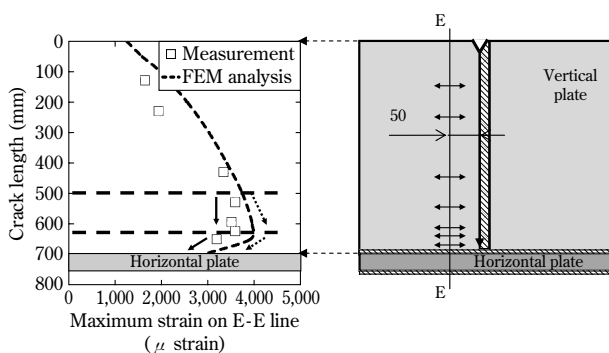 0
100
200
300
400
500
600
700
800
Crack length (mm)
Measurement
FEM analysis
Horizontal plate
0 1,000 2,000 3,000 4,000 5,000
Maximum strain on E-E line
( μ strain)
E
Vertical
plate
50
Horizontal plate
E